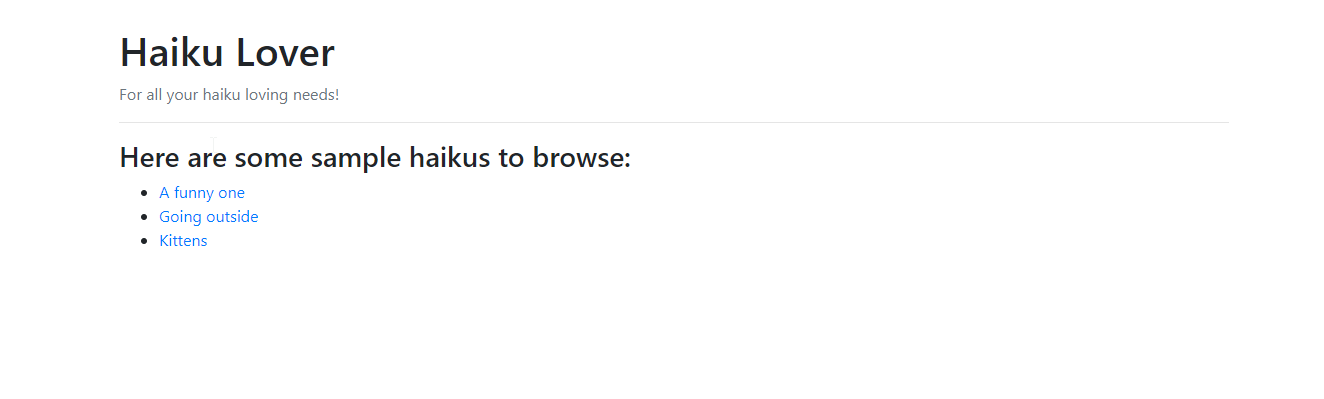 Haiku Lover
For all your haiku loving needs!
Here are some sample haikus to browse:
A funny one
Going outside
Kittens